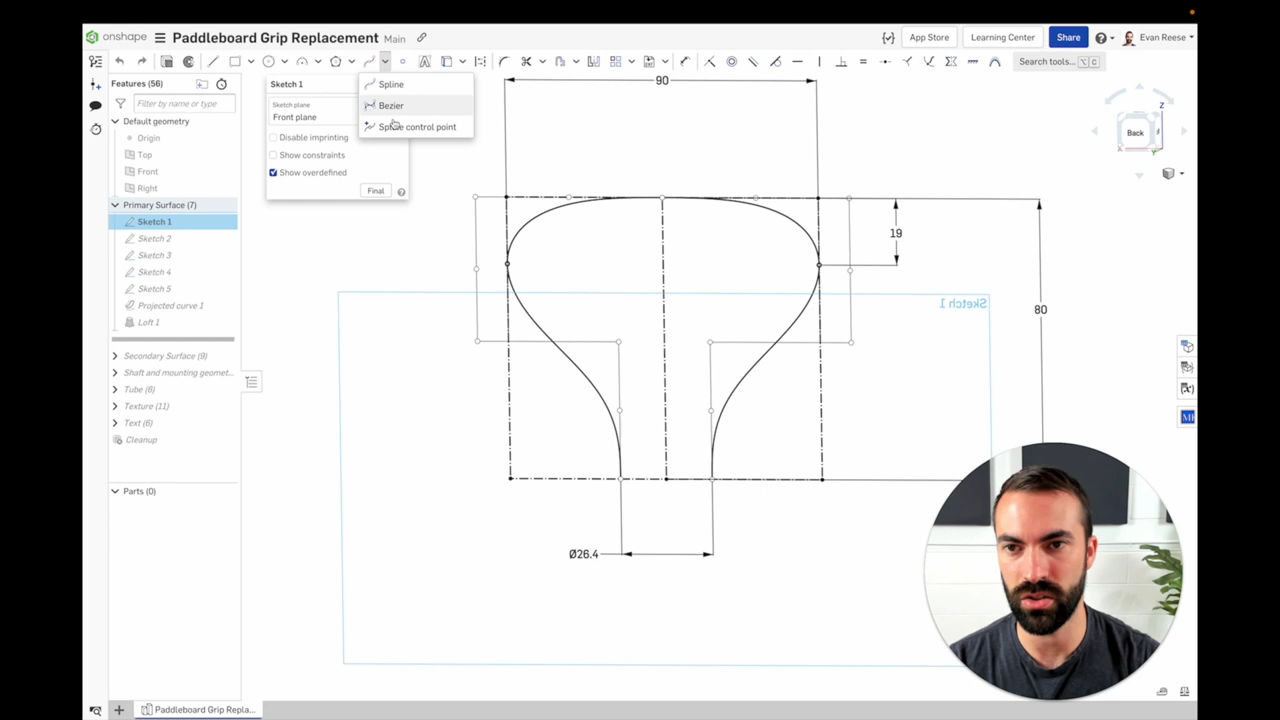 onshape
Paddleboard Grip Replacement
Main
App Store
Learning Center
Share
Evan Reese
Search tools...
Features (56)
Filter by name or type
Default geometry
Origin
Top
Front
Right
Primary Surface (7)
Sketch 1
Sketch 2
Sketch 3
Sketch 4
Sketch 5
Projected curve 1
Loft 1
Secondary Surface (9)
Shaft and mounting geomet...
Tube (8)
Texture (11)
Text (6)
Cleanup
Parts (0)
Sketch 1
Sketch plane
Front plane
Disable imprinting
Show constraints
Show overdefined
Final
Spline
Bezier
Spline control point
90
19
80
Ø26.4
Sketch 1
Back
Z
X
Y
Paddleboard Grip Repla...